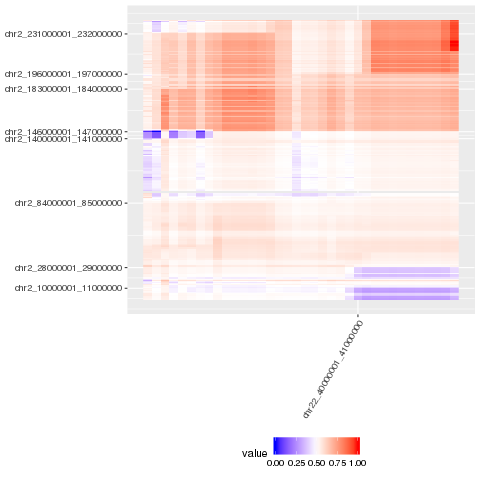 chr2_231000001_232000000
chr2_196000001_197000000
chr2_183000001_184000000
chr2_146000001_147000000
chr2_140000001_141000000
chr2_84000001_85000000
chr2_28000001_29000000
chr2_10000001_11000000
chr22_40000001_41000000
value
0.00 0.25 0.50 0.75 1.00